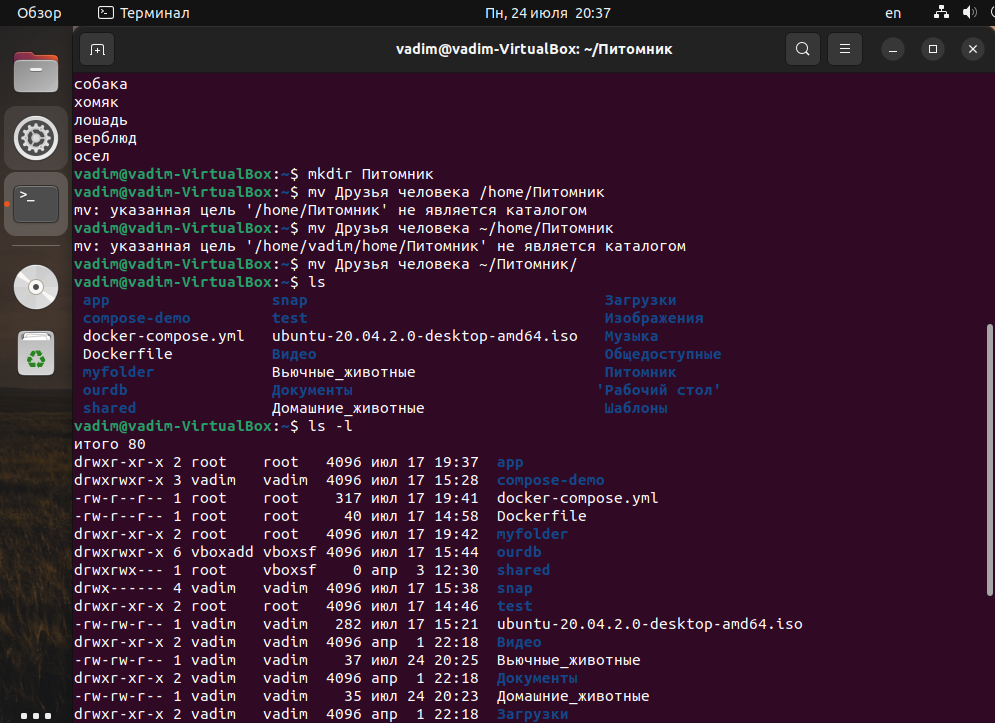 Обзор Терминал Пн, 24 июля 20:37 en
vadim@vadim-VirtualBox: ~/Питомник
собака
хомяк
лошадь
верблюд
осел
vadim@vadim-VirtualBox:~$ mkdir Питомник
vadim@vadim-VirtualBox:~$ mv Друзья человека /home/Питомник
mv: указанная цель '/home/Питомник' не является каталогом
vadim@vadim-VirtualBox:~$ mv Друзья человека ~/home/Питомник
mv: указанная цель '/home/vadim/home/Питомник' не является каталогом
vadim@vadim-VirtualBox:~$ mv Друзья человека ~/Питомник/
vadim@vadim-VirtualBox:~$ ls
app snap Загрузки
compose-demo test Изображения
docker-compose.yml ubuntu-20.04.2.0-desktop-amd64.iso Музыка
Dockerfile Видео Общедоступные
myfolder Вьючные_животные Питомник
ourdb Документы 'Рабочий стол'
shared Домашние_животные Шаблоны
vadim@vadim-VirtualBox:~$ ls -l
итого 80
drwxr-xr-x 2 root root 4096 июл 17 19:37 app
drwxrwxr-x 3 vadim vadim 4096 июл 17 15:28 compose-demo
-rw-r--r-- 1 root root 317 июл 17 19:41 docker-compose.yml
-rw-r--r-- 1 root root 40 июл 17 14:58 Dockerfile
drwxr-xr-x 2 root root 4096 июл 17 19:42 myfolder
drwxrwxr-x 6 vboxadd vboxsf 4096 июл 17 15:44 ourdb
drwxrwx--- 1 root vboxsf 0 апр 3 12:30 shared
drwx------ 4 vadim vadim 4096 июл 17 15:38 snap
drwxr-xr-x 2 root root 4096 июл 17 14:46 test
-rw-rw-r-- 1 vadim vadim 282 июл 17 15:21 ubuntu-20.04.2.0-desktop-amd64.iso
drwxr-xr-x 2 vadim vadim 4096 апр 1 22:18 Видео
-rw-rw-r-- 1 vadim vadim 37 июл 24 20:25 Вьючные_животные
drwxr-xr-x 2 vadim vadim 4096 апр 1 22:18 Документы
-rw-rw-r-- 1 vadim vadim 35 июл 24 20:23 Домашние_животные
drwxr-xr-x 2 vadim vadim 4096 апр 1 22:18 Загрузки